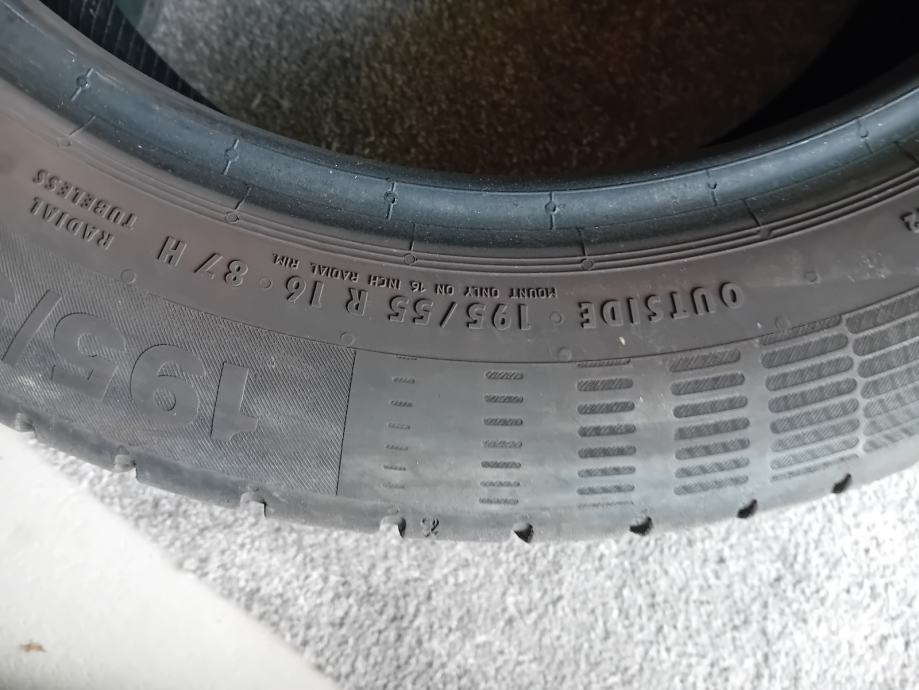 OUTSIDE · 195/55 R 16 · 87 H
MOUNT ONLY ON 16 INCH RADIAL RIM.
RADIAL
TUBELESS
195/